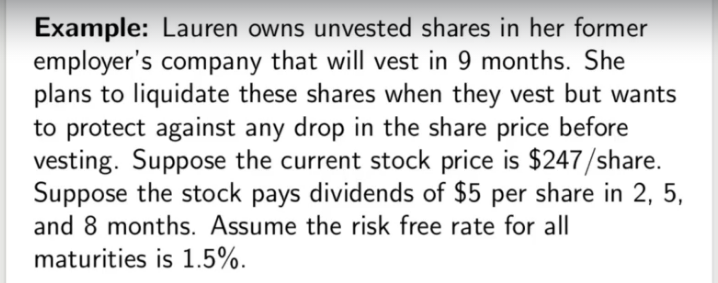 Example: Lauren owns unvested shares in her former
employer's company that will vest in 9 months. She
plans to liquidate these shares when they vest but wants
to protect against any drop in the share price before
vesting. Suppose the current stock price is $247/share.
Suppose the stock pays dividends of $5 per share in 2, 5,
and 8 months. Assume the risk free rate for all
maturities is 1.5%.